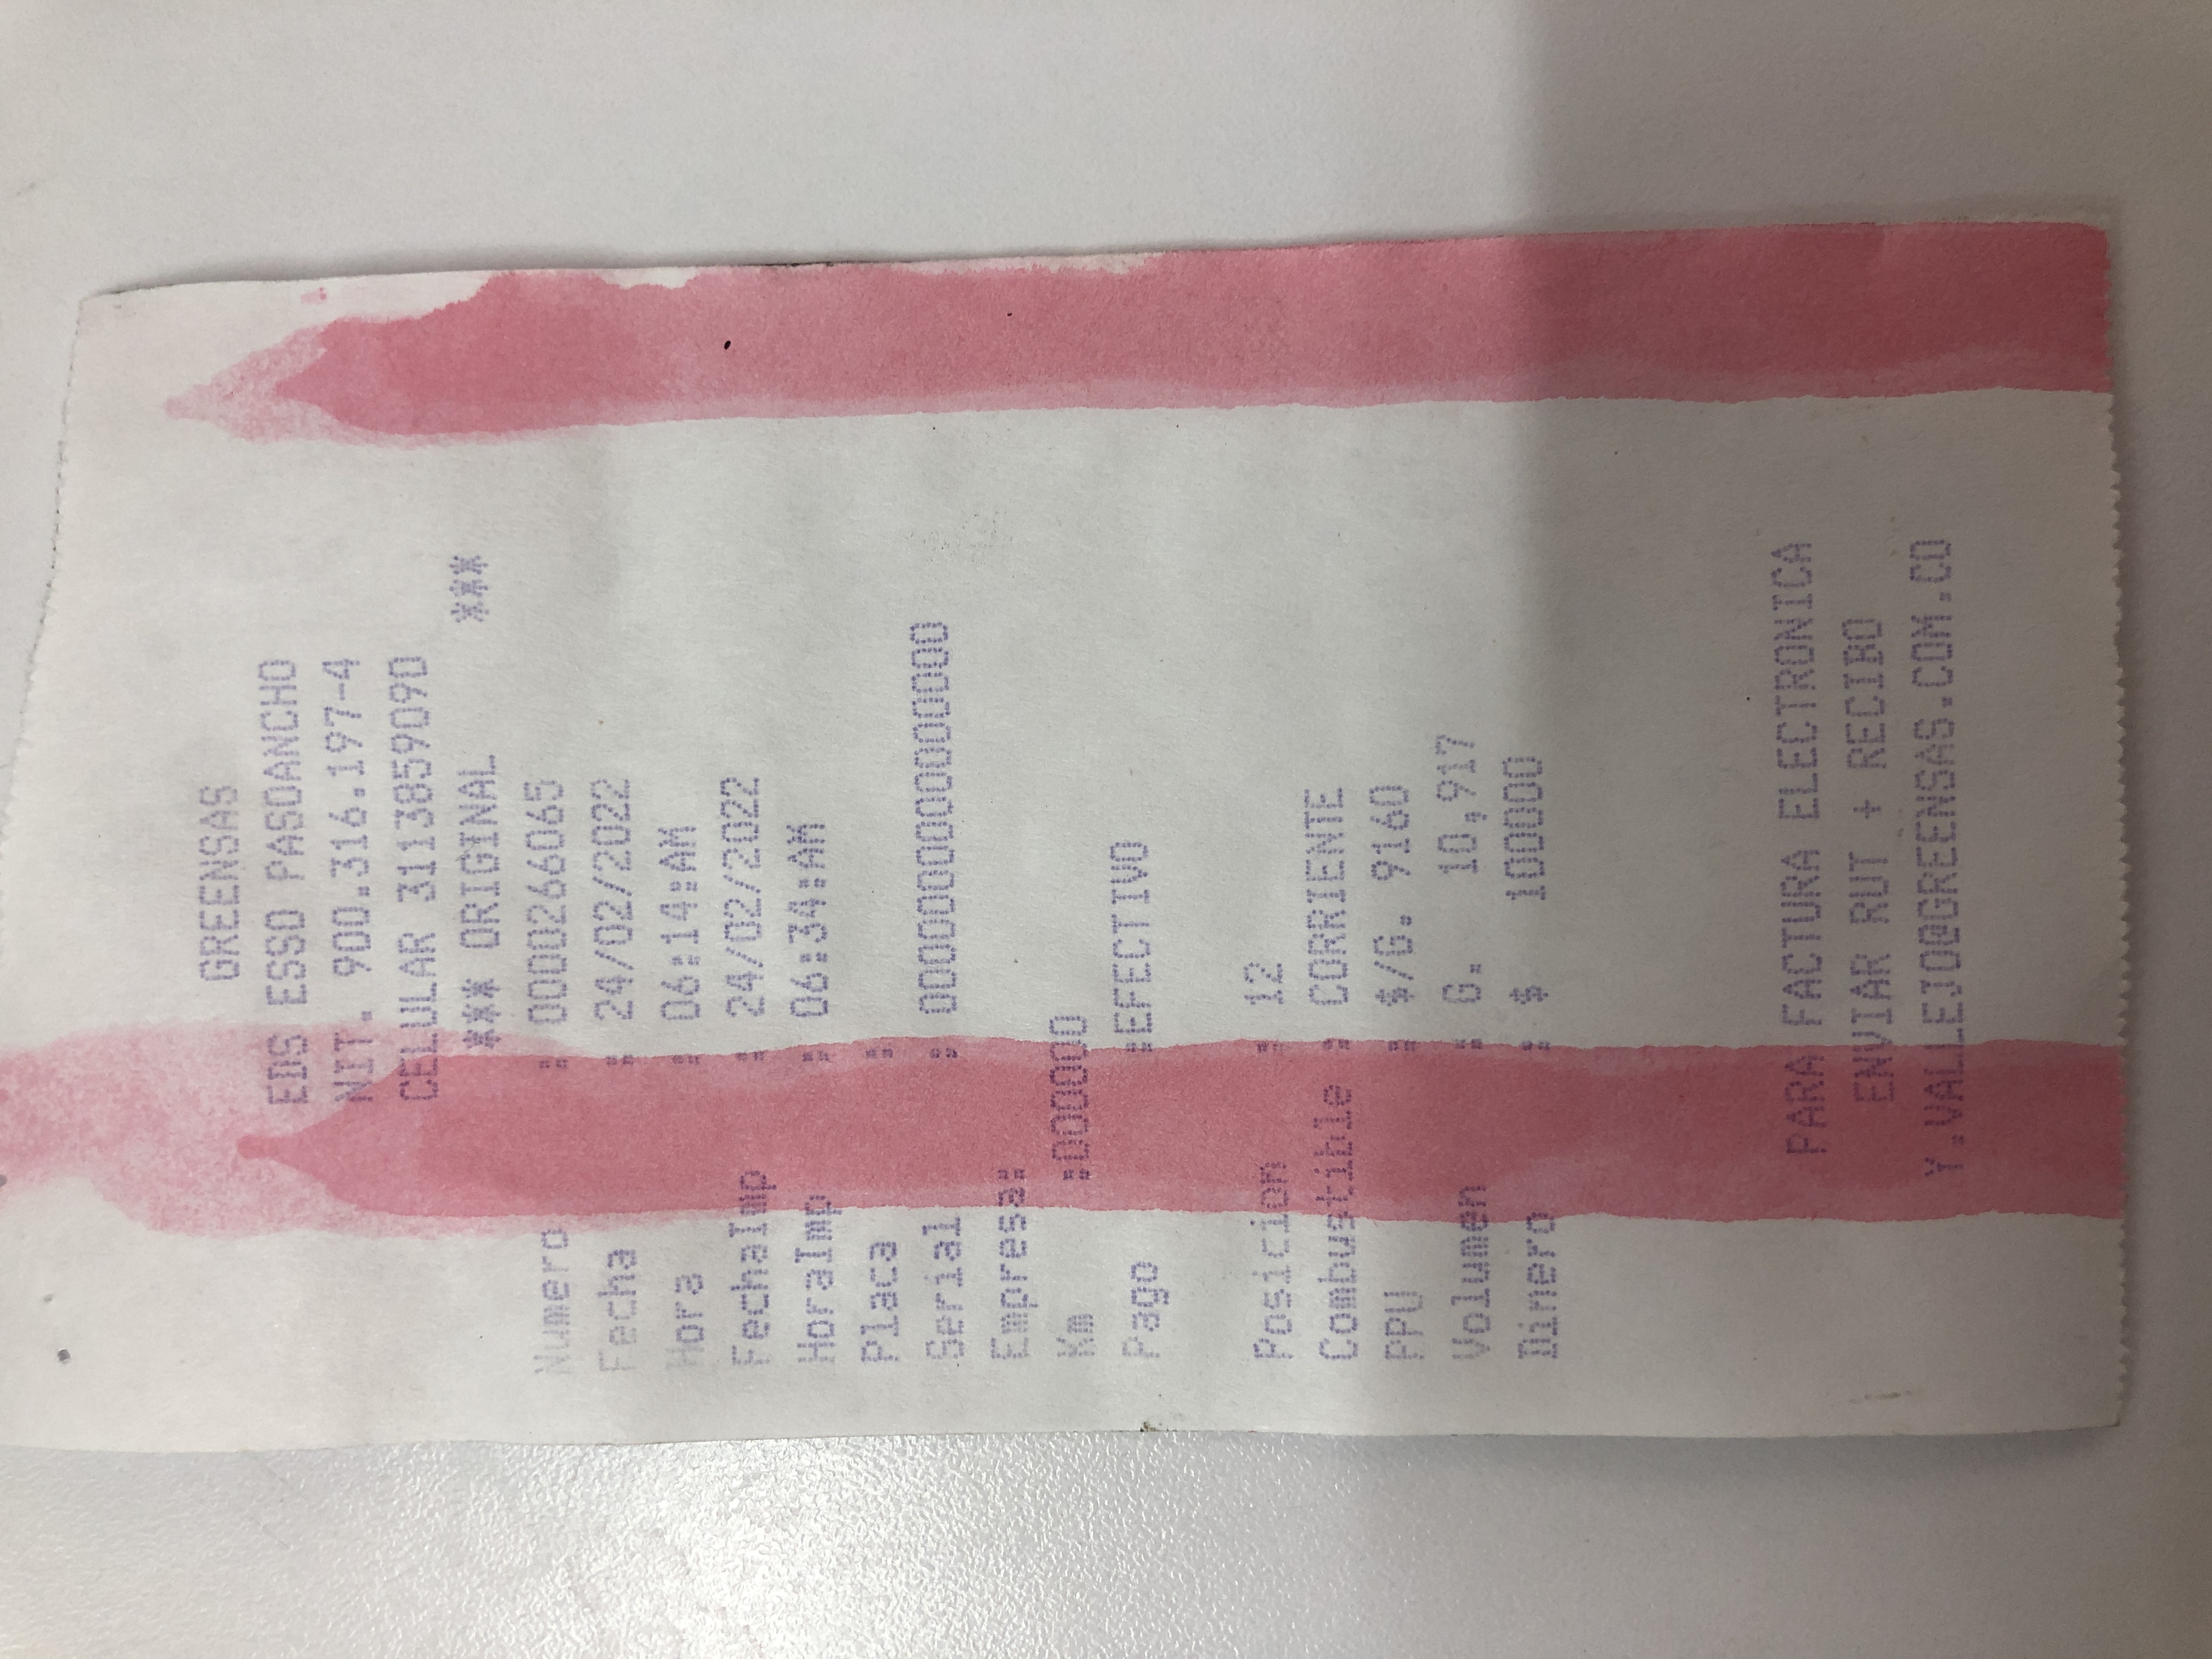 GREENSAS
EDS ESSO PASOANCHO
NIT. 900.316.197-4
CELULAR 3113859090
*** ORIGINAL ***
Numero : 000026606​5
Fecha : 24/02/2022
Hora : 06:14:AM
FechaImp : 24/02/2022
HoraImp : 06:34:AM
Placa :
Serial : 0000000000000000
Empresa:
Km :000000
Pago :EFECTIVO
Posicion : 12
Combustible : CORRIENTE
PPU : $/G. 9160
Volumen : G. 10,917
Dinero : $ 100000
PARA FACTURA ELECTRONICA
ENVIAR RUT + RECIBO
Y.VALLEJO@GREENSAS.COM.CO